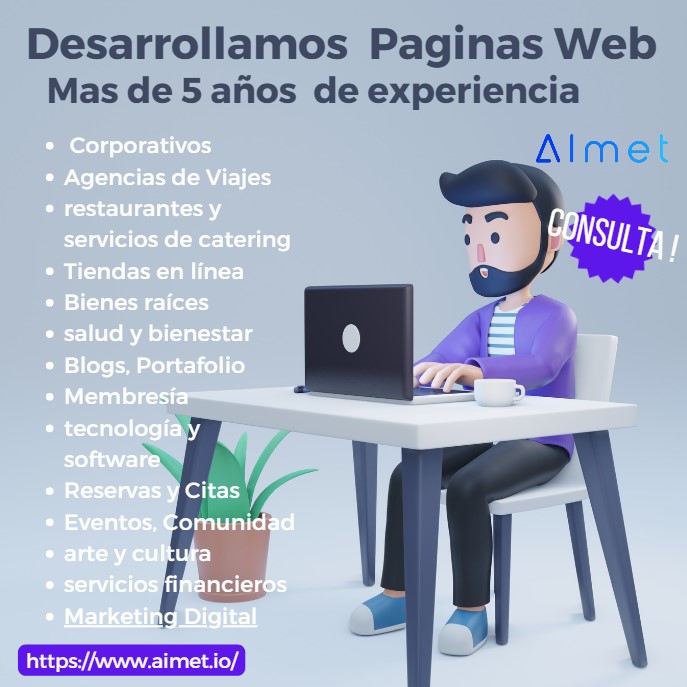 Desarrollamos Paginas Web
Mas de 5 años de experiencia
AImet
CONSULTA!
Corporativos
Agencias de Viajes
restaurantes y
servicios de catering
Tiendas en línea
Bienes raíces
salud y bienestar
Blogs, Portafolio
Membresía
tecnología y
software
Reservas y Citas
Eventos, Comunidad
arte y cultura
servicios financieros
Marketing Digital
https://www.aimet.io/